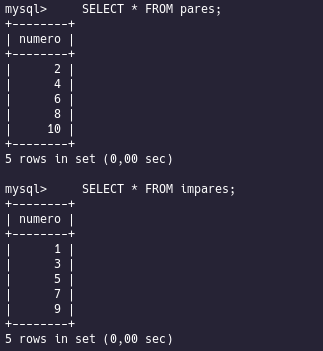 mysql>     SELECT * FROM pares;
+--------+
| numero |
+--------+
|      2 |
|      4 |
|      6 |
|      8 |
|     10 |
+--------+
5 rows in set (0,00 sec)

mysql>     SELECT * FROM impares;
+--------+
| numero |
+--------+
|      1 |
|      3 |
|      5 |
|      7 |
|      9 |
+--------+
5 rows in set (0,00 sec)